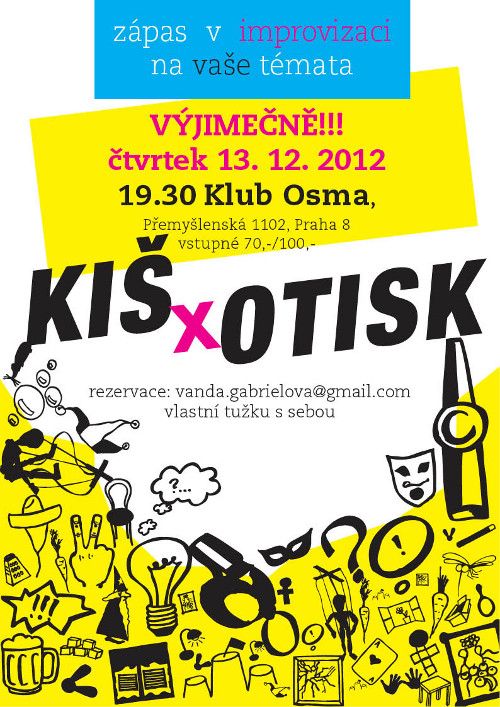 zápas v improvizaci
na vaše témata
VÝJIMEČNĚ!!!
čtvrtek 13. 12. 2012
19.30 Klub Osma,
Přemyšlenská 1102, Praha 8
vstupné 70,-/100,-
KIŠ x OTISK
rezervace: vanda.gabrielova@gmail.com
vlastní tužku s sebou
?...
!!!